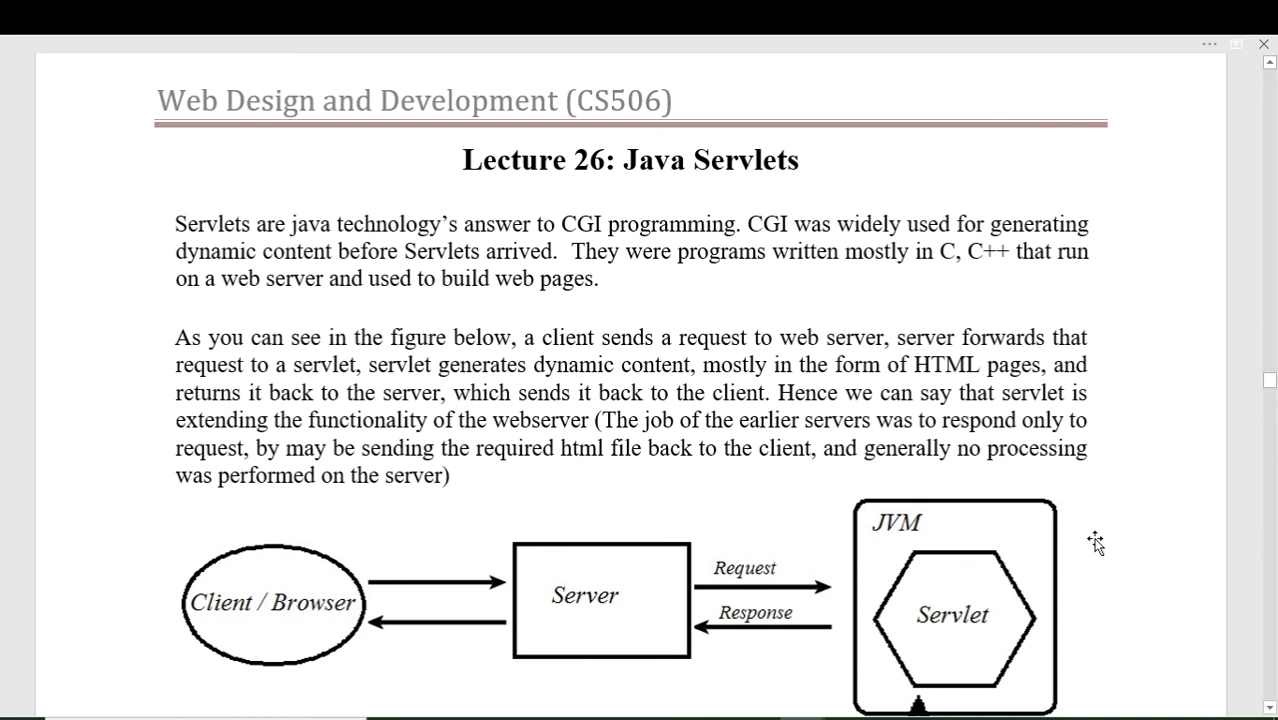 Web Design and Development (CS506)
Lecture 26: Java Servlets
Servlets are java technology’s answer to CGI programming. CGI was widely used for generating
dynamic content before Servlets arrived.  They were programs written mostly in C, C++ that run
on a web server and used to build web pages.
As you can see in the figure below, a client sends a request to web server, server forwards that
request to a servlet, servlet generates dynamic content, mostly in the form of HTML pages, and
returns it back to the server, which sends it back to the client. Hence we can say that servlet is
extending the functionality of the webserver (The job of the earlier servers was to respond only to
request, by may be sending the required html file back to the client, and generally no processing
was performed on the server)
JVM
Request
Client / Browser
Server
Response
Servlet